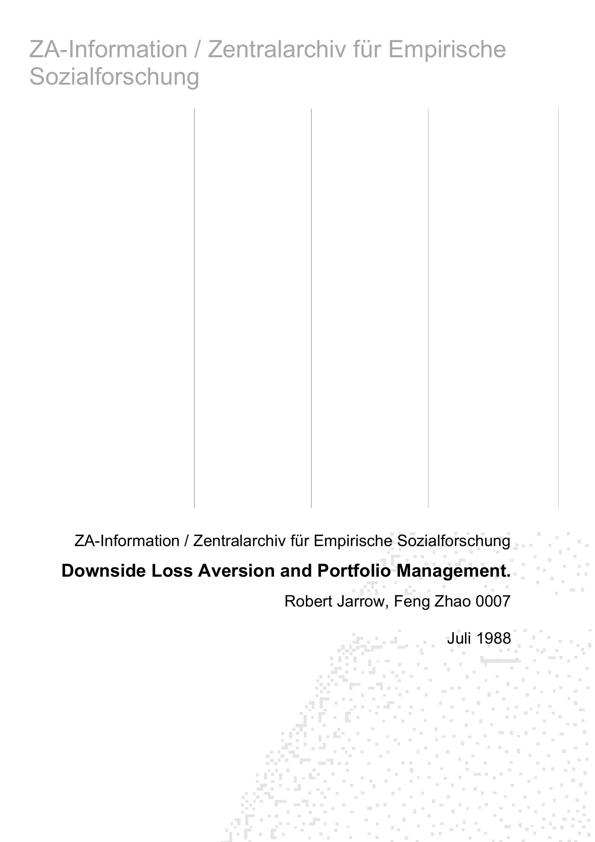 ZA-Information / Zentralarchiv für Empirische
Sozialforschung
ZA-Information / Zentralarchiv für Empirische Sozialforschung
Downside Loss Aversion and Portfolio Management.
Robert Jarrow, Feng Zhao 0007
Juli 1988